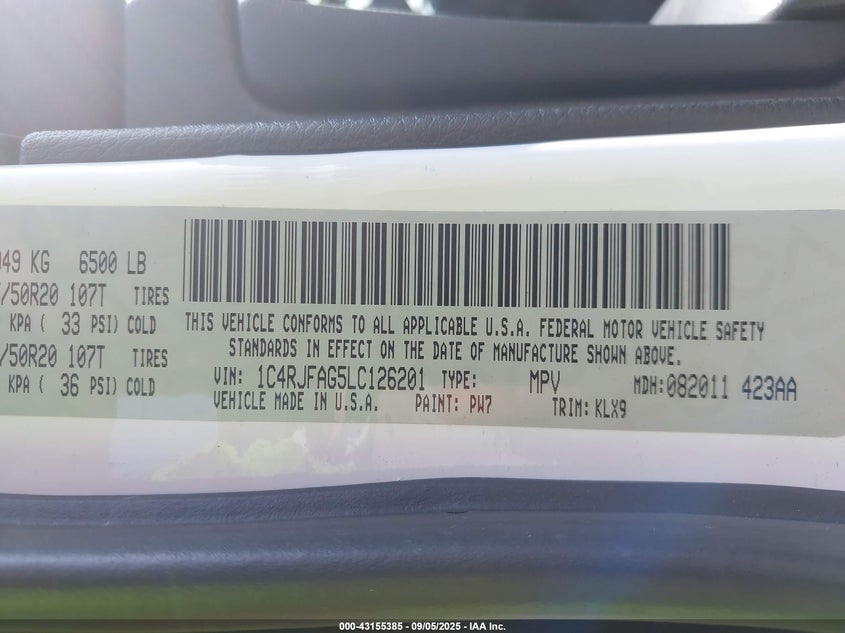 049 KG 6500 LB
/50R20 107T TIRES
KPA ( 33 PSI) COLD
/50R20 107T TIRES
KPA ( 36 PSI) COLD
THIS VEHICLE CONFORMS TO ALL APPLICABLE U.S.A. FEDERAL MOTOR VEHICLE SAFETY
STANDARDS IN EFFECT ON THE DATE OF MANUFACTURE SHOWN ABOVE.
VIN: 1C4RJFAG5LC126201 TYPE: MPV MDH: 082011 423AA
VEHICLE MADE IN U.S.A. PAINT: PW7 TRIM: KLX9
000-43155385 - 09/05/2025 - IAA Inc.